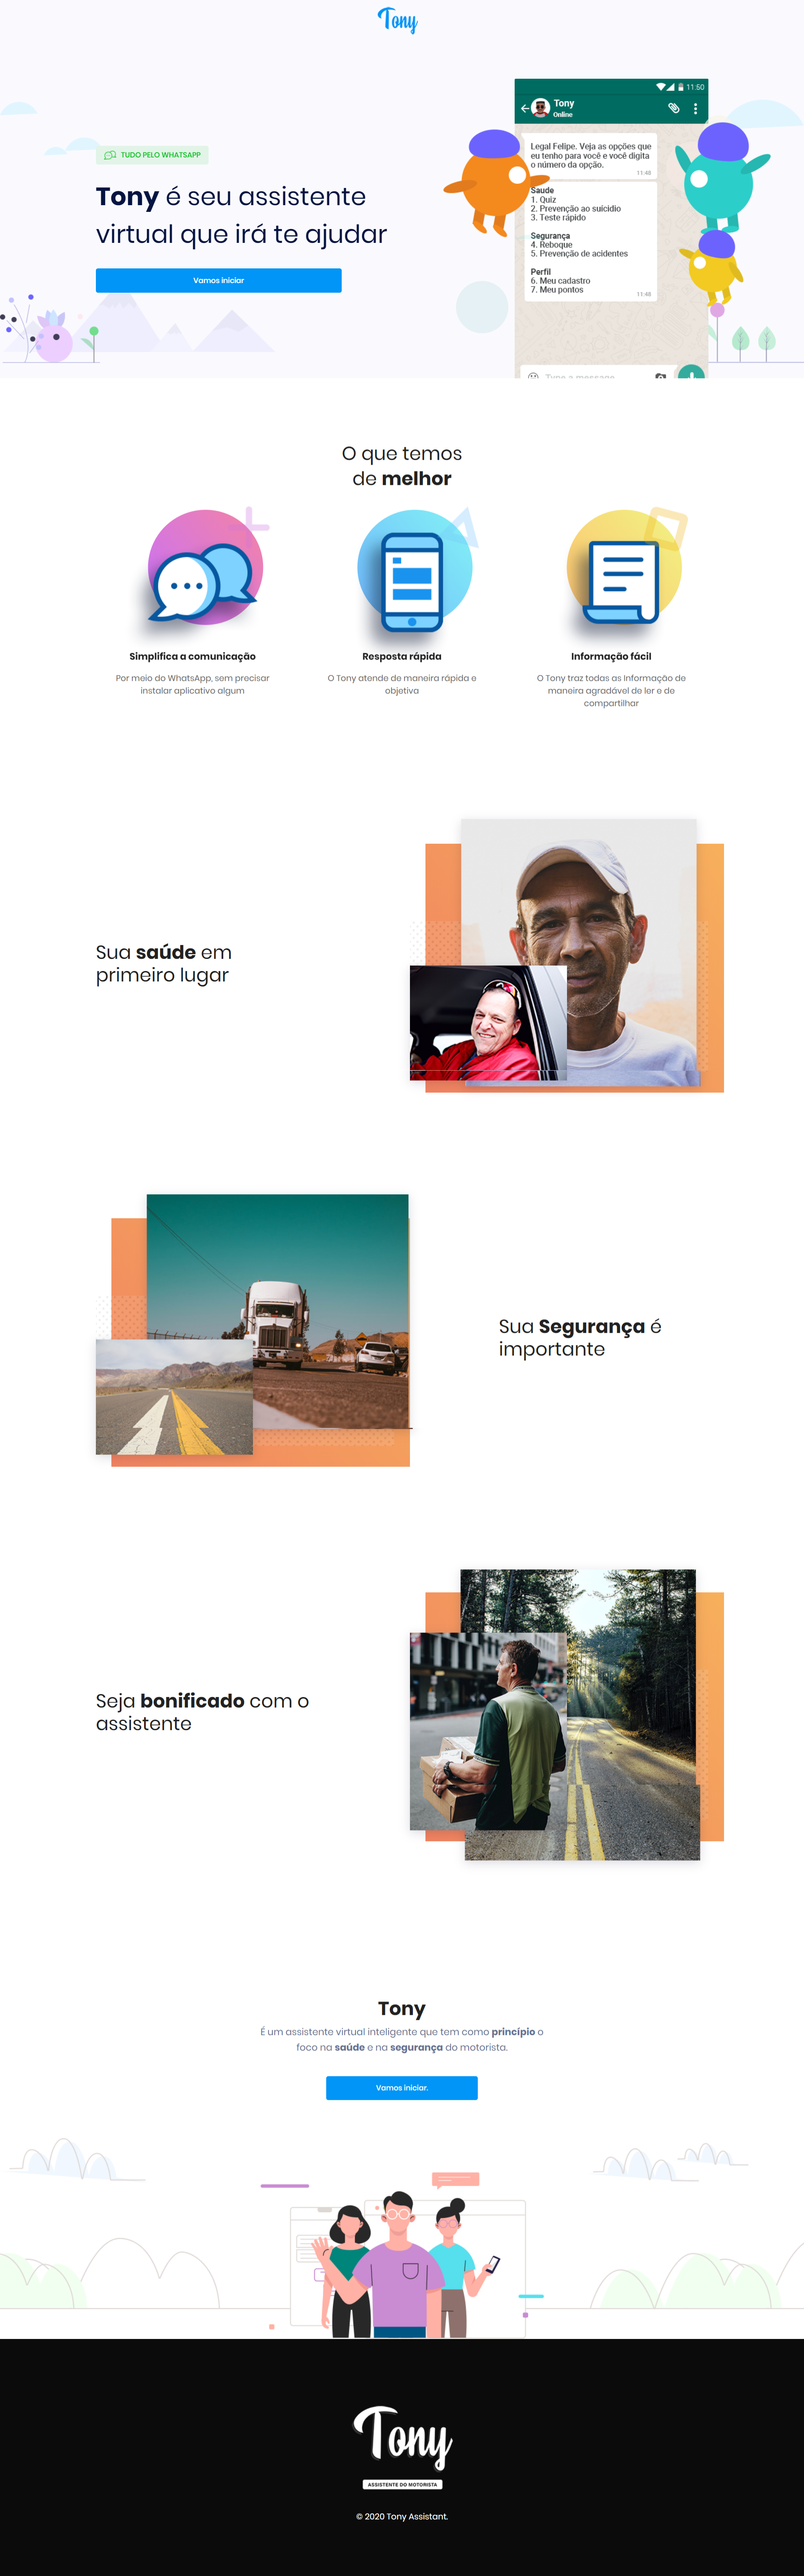 Tony
11:50
Tony
Online
TUDO PELO WHATSAPP
Tony é seu assistente
virtual que irá te ajudar
Vamos iniciar
Legal Felipe. Veja as opções que
eu tenho para você e você digita
o número da opção.
11:48
Saude
1. Quiz
2. Prevenção ao suicídio
3. Teste rápido
Segurança
4. Reboque
5. Prevenção de acidentes
Perfil
6. Meu cadastro
7. Meu pontos
11:48
Type a message
O que temos
de melhor
Simplifica a comunicação
Por meio do WhatsApp, sem precisar
instalar aplicativo algum
Resposta rápida
O Tony atende de maneira rápida e
objetiva
Informação fácil
O Tony traz todas as Informação de
maneira agradável de ler e de
compartilhar
Sua saúde em
primeiro lugar
Sua Segurança é
importante
Seja bonificado com o
assistente
Tony
É um assistente virtual inteligente que tem como princípio o
foco na saúde e na segurança do motorista.
Vamos iniciar.
Tony
ASSISTENTE DO MOTORISTA
© 2020 Tony Assistant.